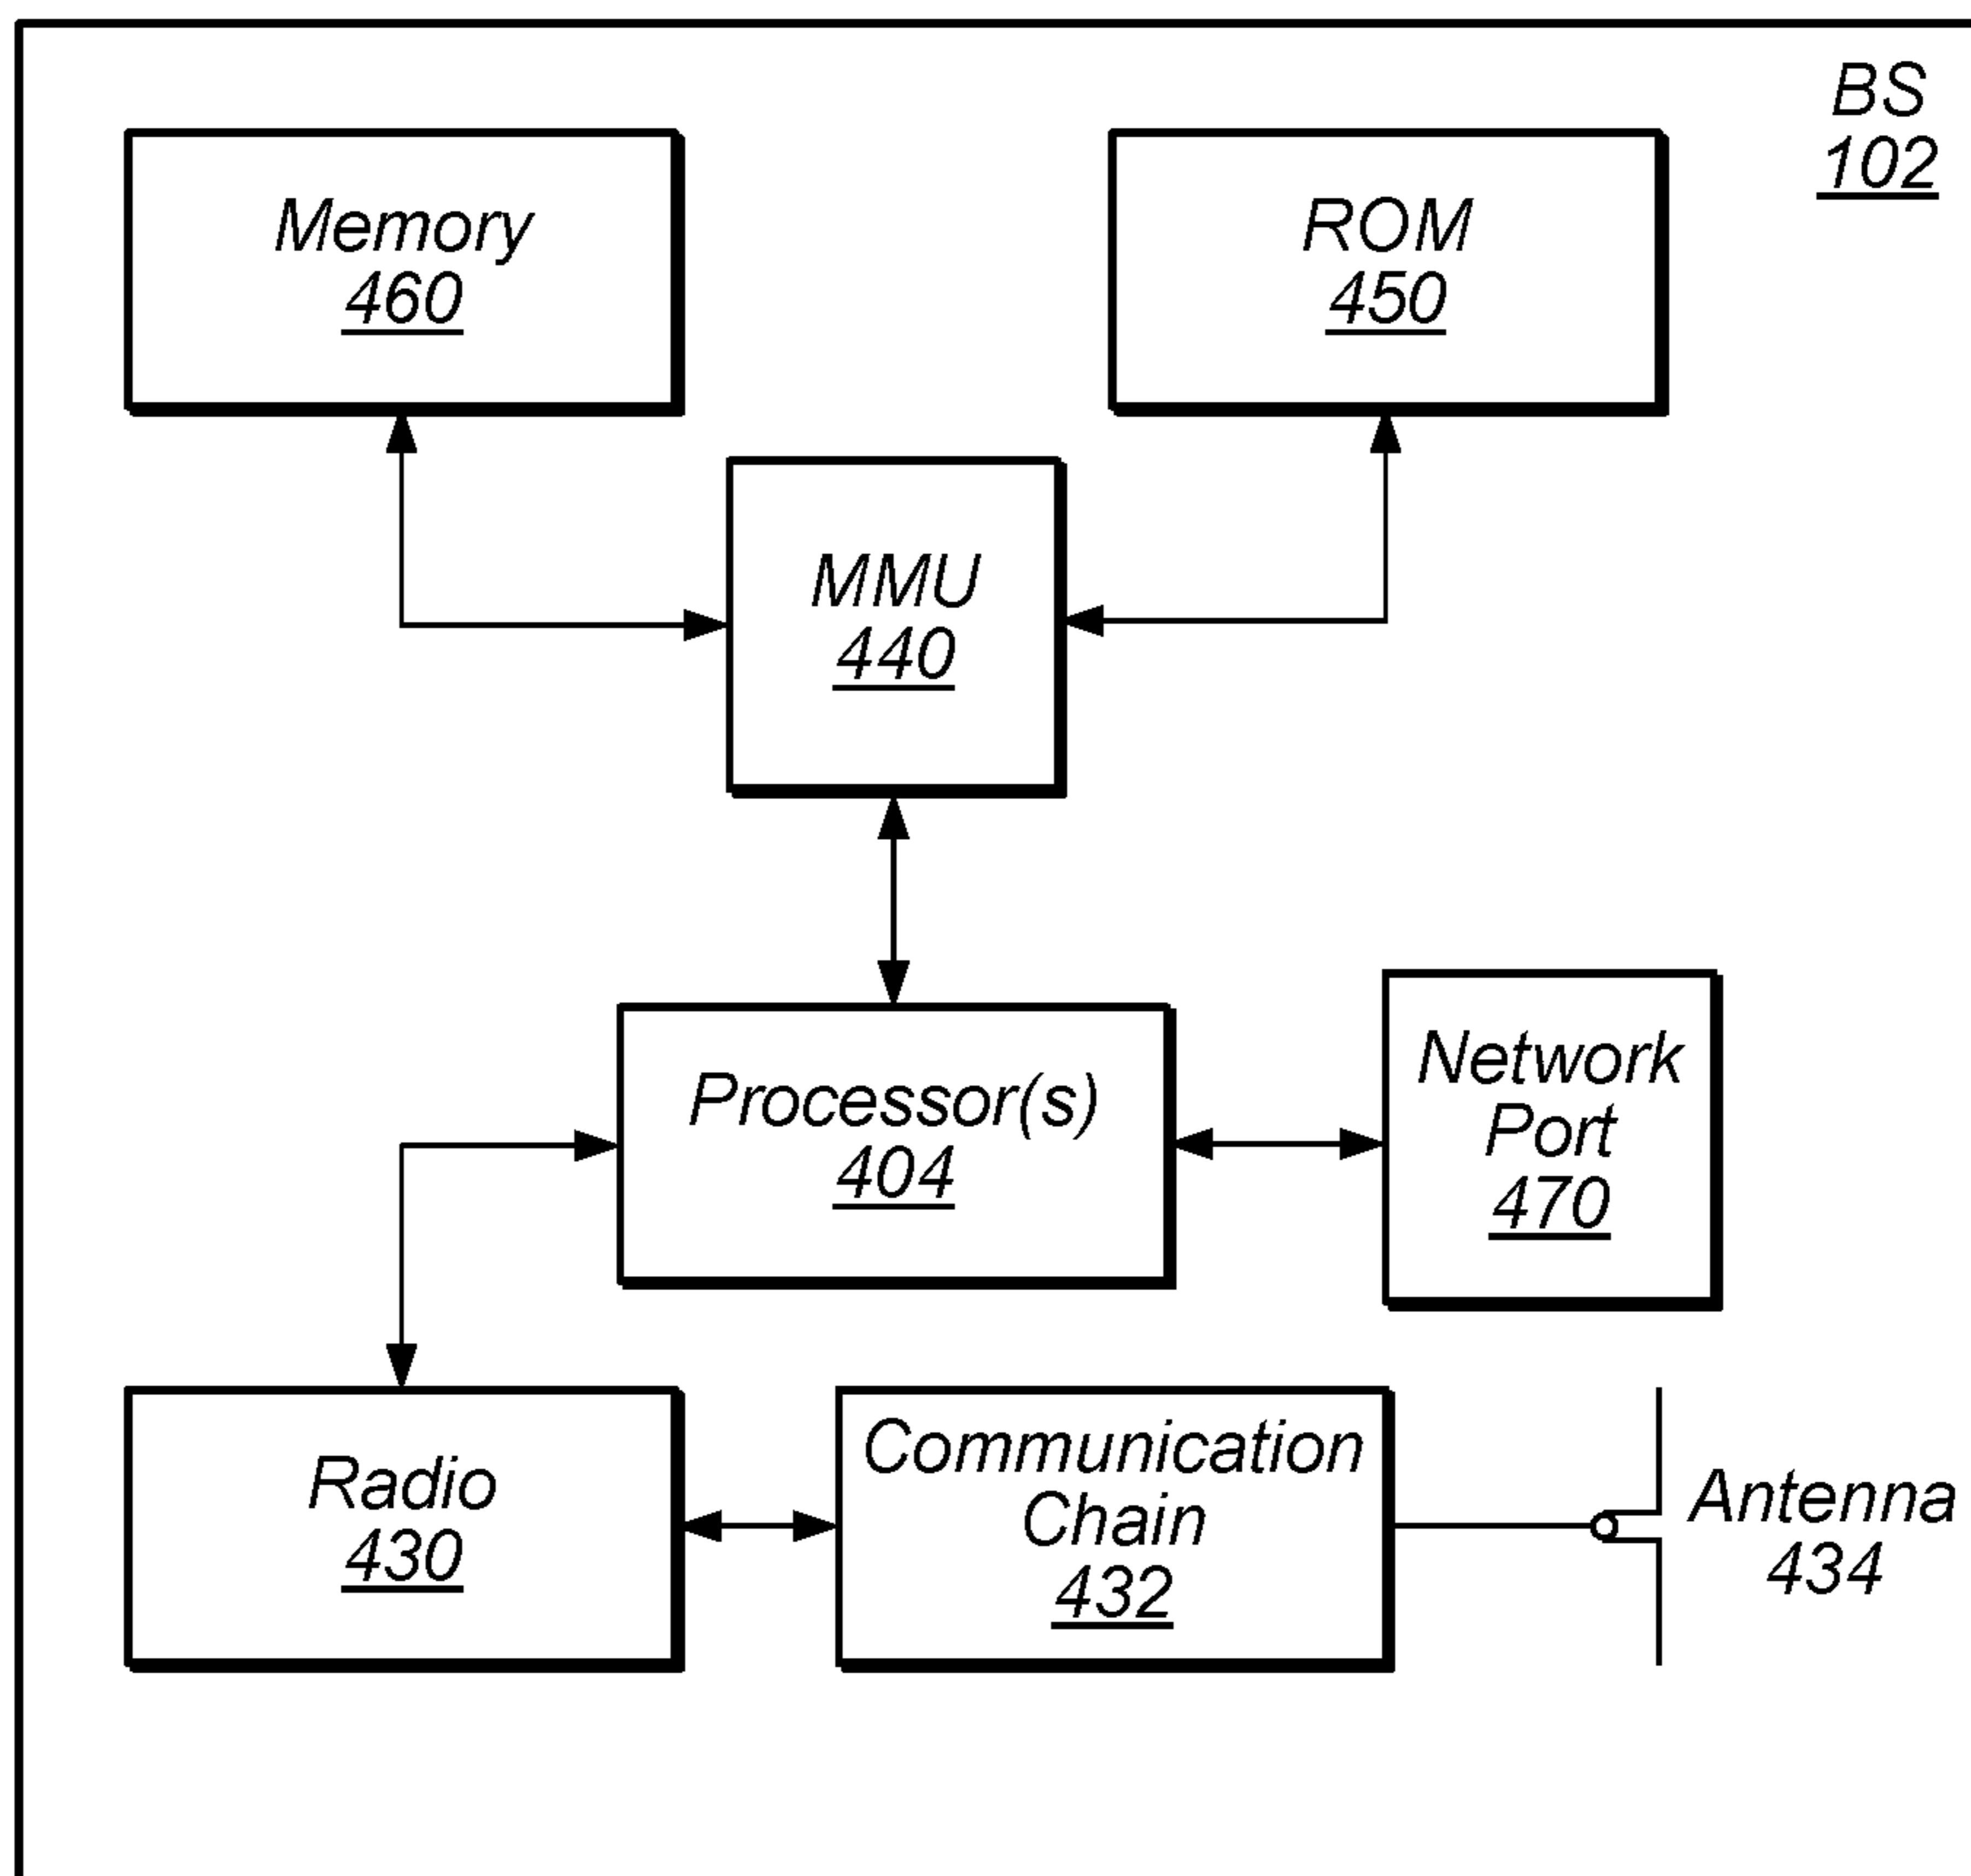 BS
102
Memory
460
ROM
450
MMU
440
Processor(s)
404
Network
Port
470
Radio
430
Communication
Chain
432
Antenna
434